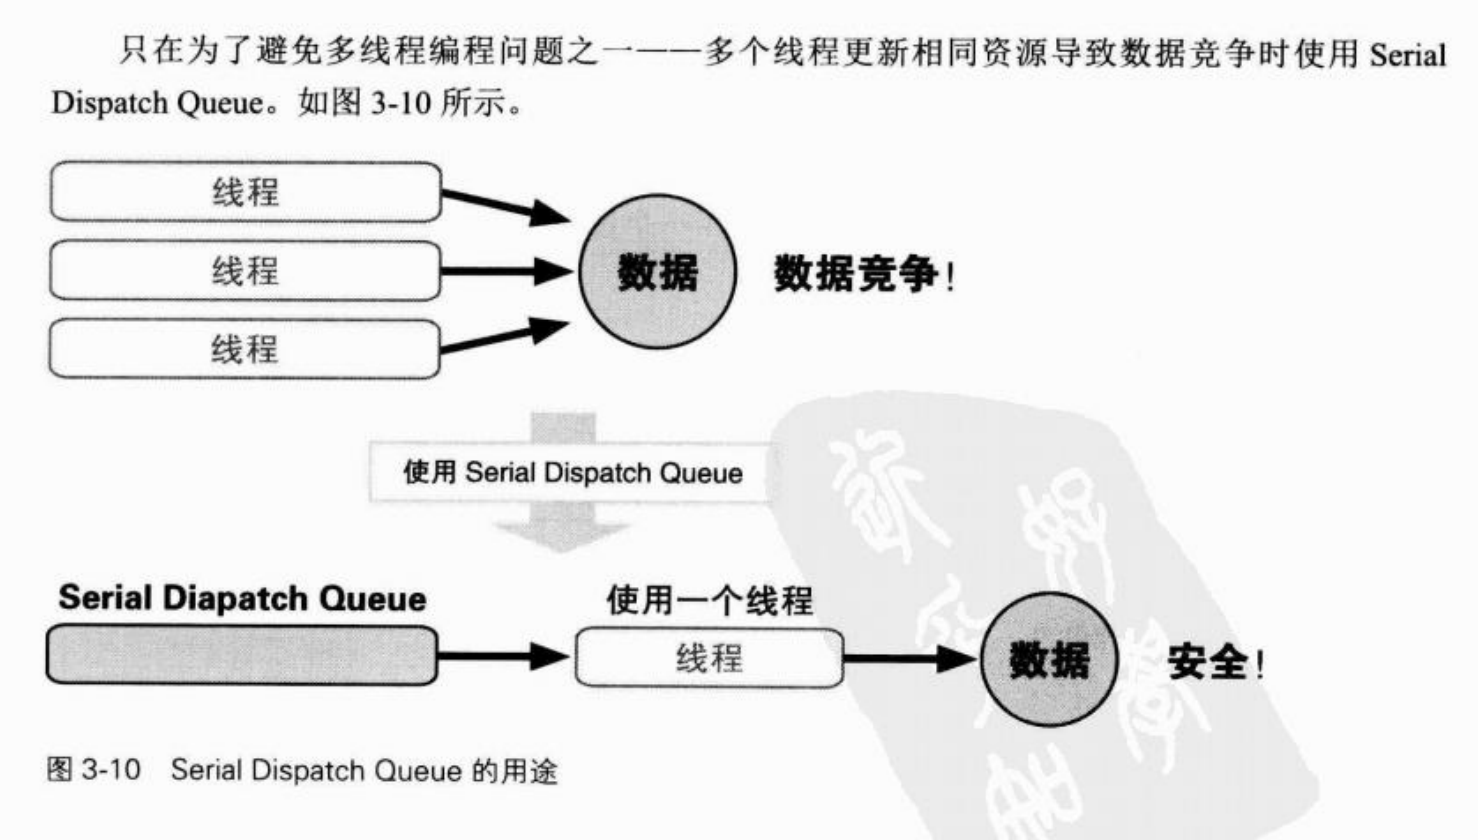 只在为了避免多线程编程问题之一——多个线程更新相同资源导致数据竞争时使用 Serial
Dispatch Queue。如图 3-10 所示。
线程
线程
数据 数据竞争!
线程
使用 Serial Dispatch Queue
Serial Diapatch Queue 使用一个线程
线程 数据 安全!
图 3-10 Serial Dispatch Queue 的用途